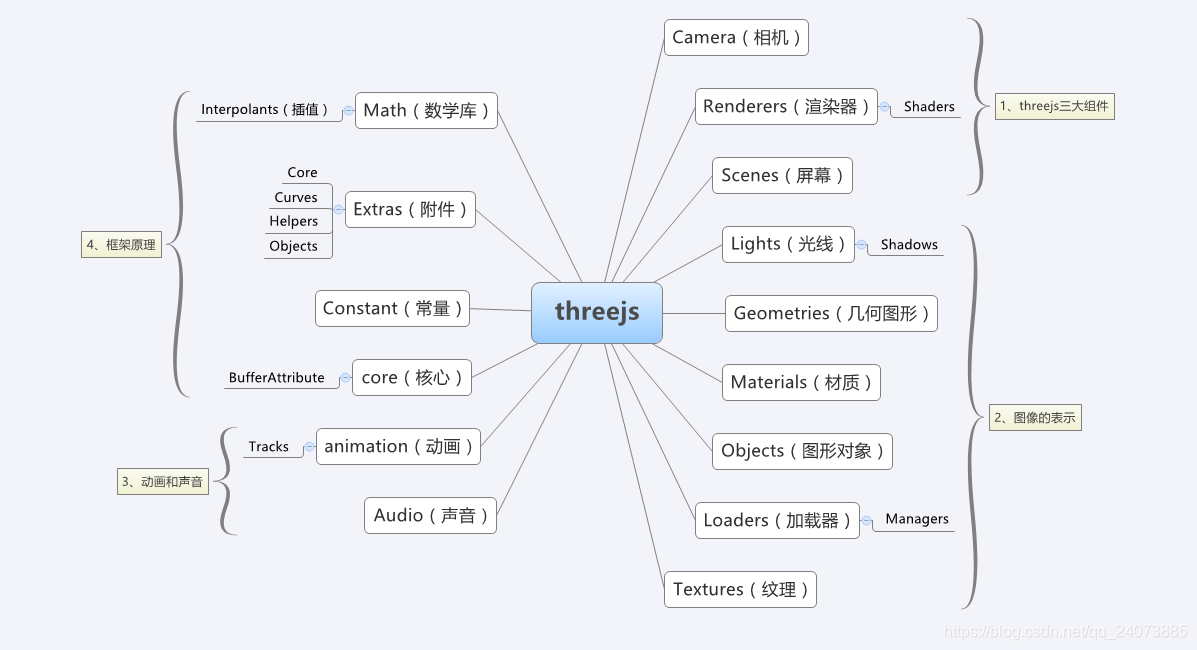 threejs
Camera（相机）
Renderers（渲染器）
Shaders
Scenes（屏幕）
1、threejs三大组件
Lights（光线）
Shadows
Geometries（几何图形）
Materials（材质）
Objects（图形对象）
Loaders（加载器）
Managers
Textures（纹理）
2、图像的表示
Math（数学库）
Interpolants（插值）
Extras（附件）
Core
Curves
Helpers
Objects
Constant（常量）
core（核心）
BufferAttribute
4、框架原理
animation（动画）
Tracks
Audio（声音）
3、动画和声音
https://blog.csdn.net/qq_24073885